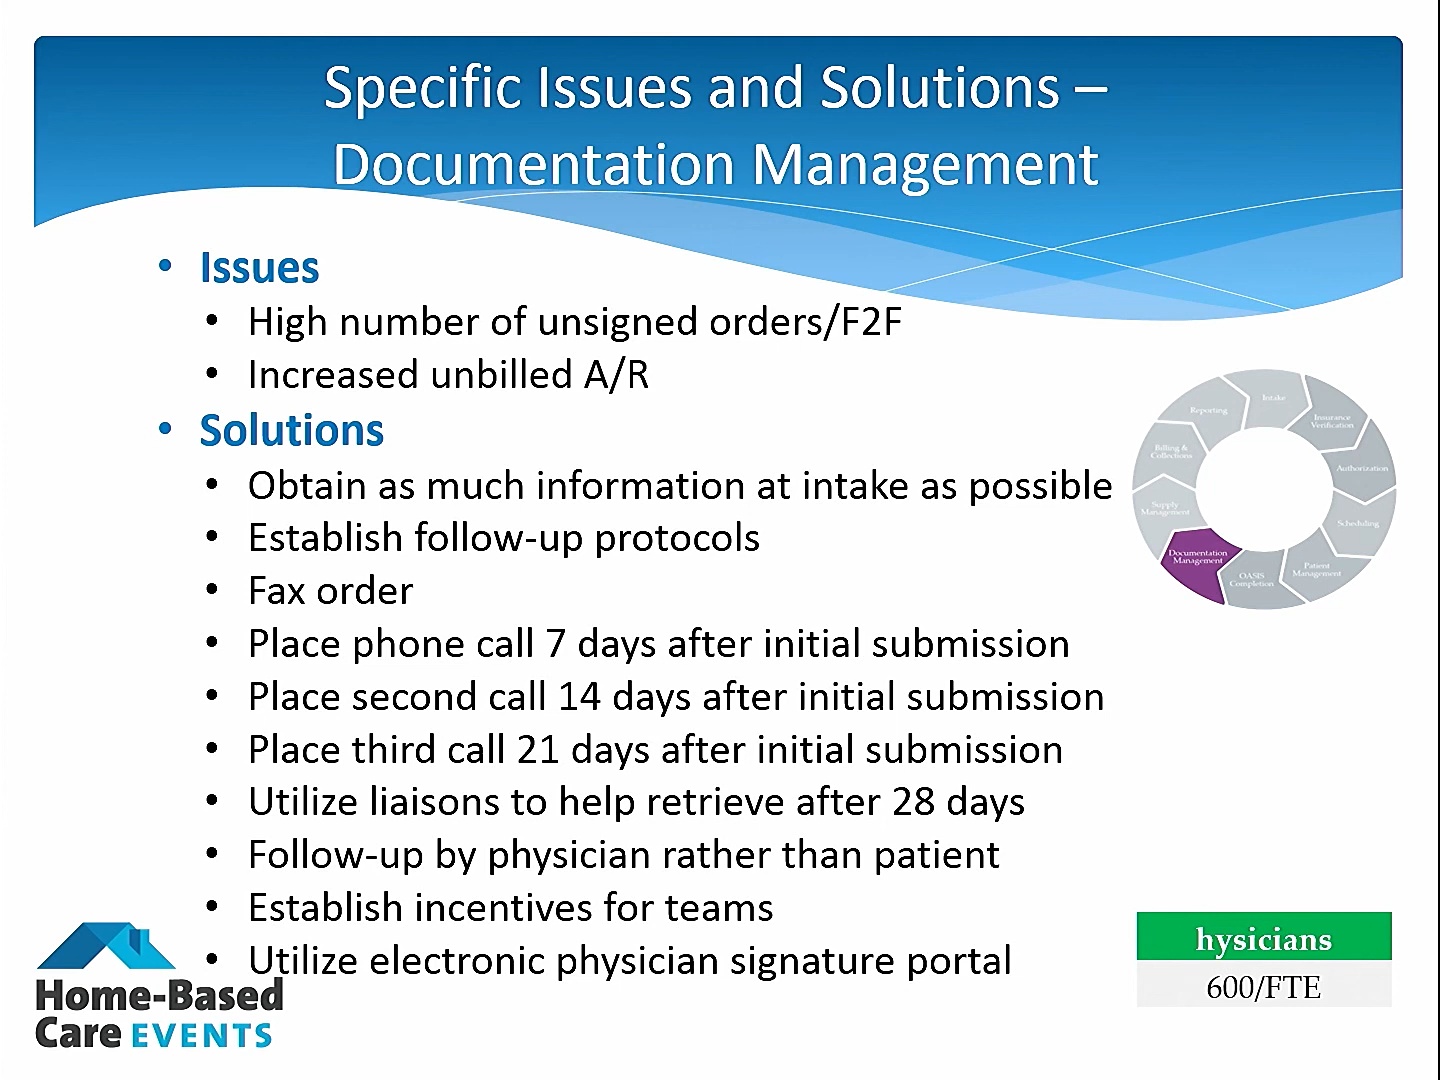 Specific Issues and Solutions –
Documentation Management
• Issues
• High number of unsigned orders/F2F
• Increased unbilled A/R
• Solutions
• Obtain as much information at intake as possible
• Establish follow-up protocols
• Fax order
• Place phone call 7 days after initial submission
• Place second call 14 days after initial submission
• Place third call 21 days after initial submission
• Utilize liaisons to help retrieve after 28 days
• Follow-up by physician rather than patient
• Establish incentives for teams
• Utilize electronic physician signature portal
Intake
Insurance
Verification
Authorization
Scheduling
Patient
Management
OASIS
Completion
Documentation
Management
Supply
Management
Billing &
Collections
Reporting
hysicians
600/FTE
Home-Based
Care EVENTS